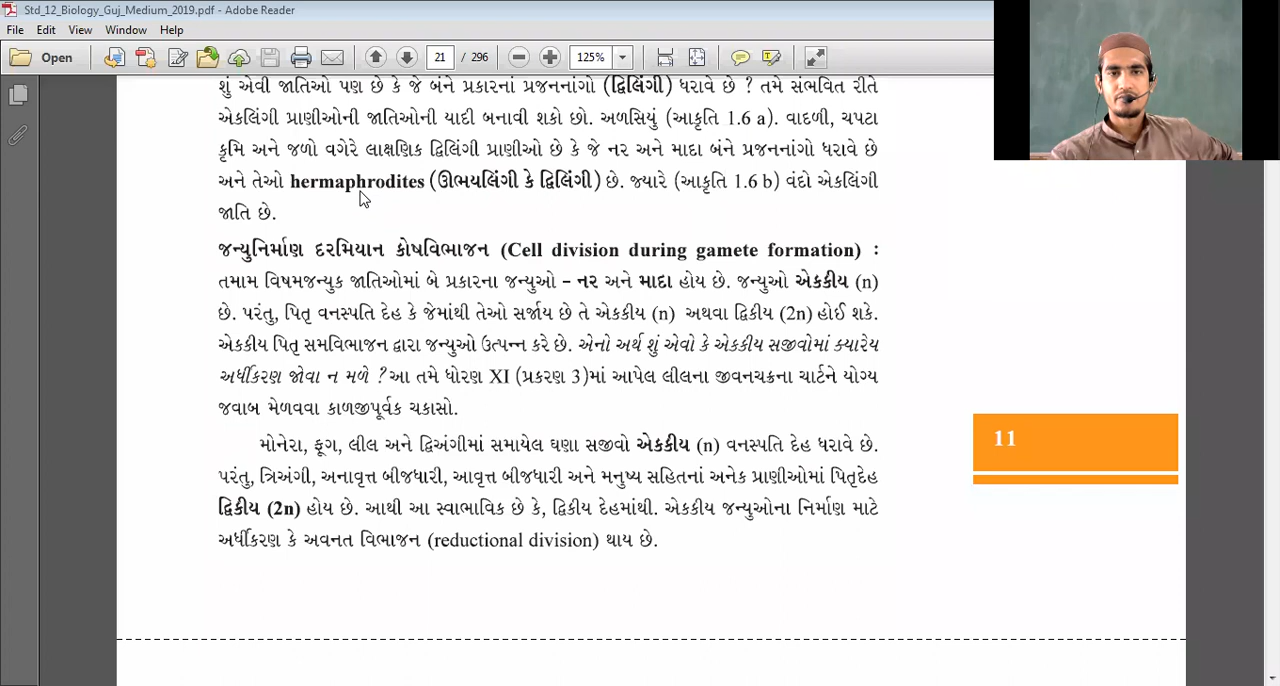 Std_12_Biology_Guj_Medium_2019.pdf - Adobe Reader
File Edit View Window Help
Open 21 / 296 125%
શું એવી જાતિઓ પણ છે કે જે બંને પ્રકારનાં પ્રજનનાંગો (દ્વિલિંગી) ધરાવે છે ? તમે સંભવિત રીતે
એકલિંગી પ્રાણીઓની જાતિઓની યાદી બનાવી શકો છો. અળસિયું (આકૃતિ 1.6 a). વાદળી, ચપટા
કૃમિ અને જળો વગેરે લાક્ષણિક દ્વિલિંગી પ્રાણીઓ છે કે જે નર અને માદા બંને પ્રજનનાંગો ધરાવે છે
અને તેઓ hermaphrodites (ઊભયલિંગી કે દ્વિલિંગી) છે. જ્યારે (આકૃતિ 1.6 b) વંદો એકલિંગી
જાતિ છે.
જન્યુનિર્માણ દરમિયાન કોષવિભાજન (Cell division during gamete formation) :
તમામ વિષમજન્યુક જાતિઓમાં બે પ્રકારના જન્યુઓ – નર અને માદા હોય છે. જન્યુઓ એકકીય (n)
છે. પરંતુ, પિતૃ વનસ્પતિ દેહ કે જેમાંથી તેઓ સર્જાય છે તે એકકીય (n) અથવા દ્વિકીય (2n) હોઈ શકે.
એકકીય પિતૃ સમવિભાજન દ્વારા જન્યુઓ ઉત્પન્ન કરે છે. એનો અર્થ શું એવો કે એકકીય સજીવોમાં ક્યારેય
અર્ધીકરણ જોવા ન મળે ? આ તમે ધોરણ XI (પ્રકરણ 3)માં આપેલ લીલના જીવનચક્રના ચાર્ટને યોગ્ય
જવાબ મેળવવા કાળજીપૂર્વક ચકાસો.
મોનેરા, ફૂગ, લીલ અને દ્વિઅંગીમાં સમાયેલ ઘણા સજીવો એકકીય (n) વનસ્પતિ દેહ ધરાવે છે.
પરંતુ, ત્રિઅંગી, અનાવૃત્ત બીજધારી, આવૃત્ત બીજધારી અને મનુષ્ય સહિતનાં અનેક પ્રાણીઓમાં પિતૃદેહ
દ્વિકીય (2n) હોય છે. આથી આ સ્વાભાવિક છે કે, દ્વિકીય દેહમાંથી. એકકીય જન્યુઓના નિર્માણ માટે
અર્ધીકરણ કે અવનત વિભાજન (reductional division) થાય છે.
11